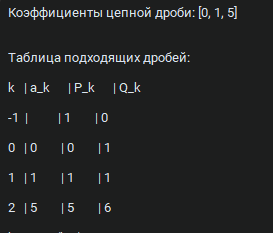 Коэффициенты цепной дроби: [0, 1, 5]
Таблица подходящих дробей:
k | a_k | P_k | Q_k
-1 | | 1 | 0
0 | 0 | 0 | 1
1 | 1 | 1 | 1
2 | 5 | 5 | 6